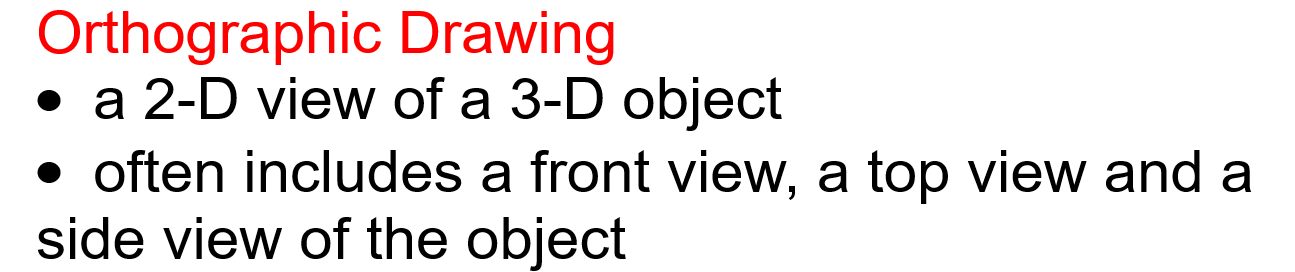 Orthographic Drawing
• a 2-D view of a 3-D object
• often includes a front view, a top view and a
side view of the object